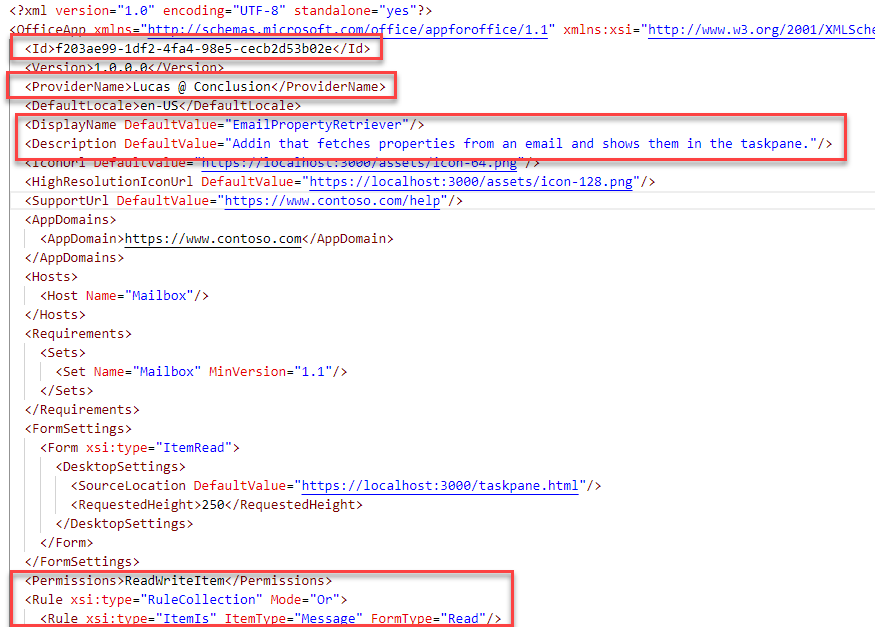 <?xml version="1.0" encoding="UTF-8" standalone="yes"?>
<OfficeApp xmlns="http://schemas.microsoft.com/office/appforoffice/1.1" xmlns:xsi="http://www.w3.org/2001/XMLSche
<Id>f203ae99-1df2-4fa4-98e5-cecb2d53b02e</Id>
<Version>1.0.0.0</Version>
<ProviderName>Lucas @ Conclusion</ProviderName>
<DefaultLocale>en-US</DefaultLocale>
<DisplayName DefaultValue="EmailPropertyRetriever"/>
<Description DefaultValue="Addin that fetches properties from an email and shows them in the taskpane."/>
<IconUrl DefaultValue="https://localhost:3000/assets/icon-64.png"/>
<HighResolutionIconUrl DefaultValue="https://localhost:3000/assets/icon-128.png"/>
<SupportUrl DefaultValue="https://www.contoso.com/help"/>
<AppDomains>
<AppDomain>https://www.contoso.com</AppDomain>
</AppDomains>
<Hosts>
<Host Name="Mailbox"/>
</Hosts>
<Requirements>
<Sets>
<Set Name="Mailbox" MinVersion="1.1"/>
</Sets>
</Requirements>
<FormSettings>
<Form xsi:type="ItemRead">
<DesktopSettings>
<SourceLocation DefaultValue="https://localhost:3000/taskpane.html"/>
<RequestedHeight>250</RequestedHeight>
</DesktopSettings>
</Form>
</FormSettings>
<Permissions>ReadWriteItem</Permissions>
<Rule xsi:type="RuleCollection" Mode="Or">
<Rule xsi:type="ItemIs" ItemType="Message" FormType="Read"/>